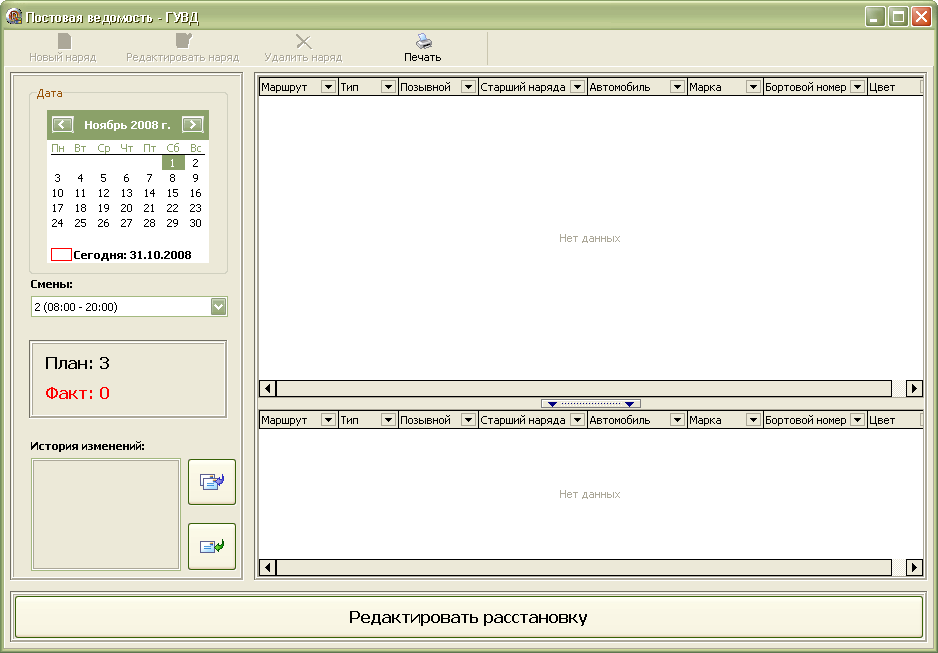 Постовая ведомость - ГУВД
Новый наряд Редактировать наряд Удалить наряд Печать
Дата
Ноябрь 2008 г.
Пн Вт Ср Чт Пт Сб Вс
1 2
3 4 5 6 7 8 9
10 11 12 13 14 15 16
17 18 19 20 21 22 23
24 25 26 27 28 29 30
Сегодня: 31.10.2008
Смены:
2 (08:00 - 20:00)
План: 3
Факт: 0
История изменений:
Маршрут Тип Позывной Старший наряда Автомобиль Марка Бортовой номер Цвет
Нет данных
Маршрут Тип Позывной Старший наряда Автомобиль Марка Бортовой номер Цвет
Нет данных
Редактировать расстановку